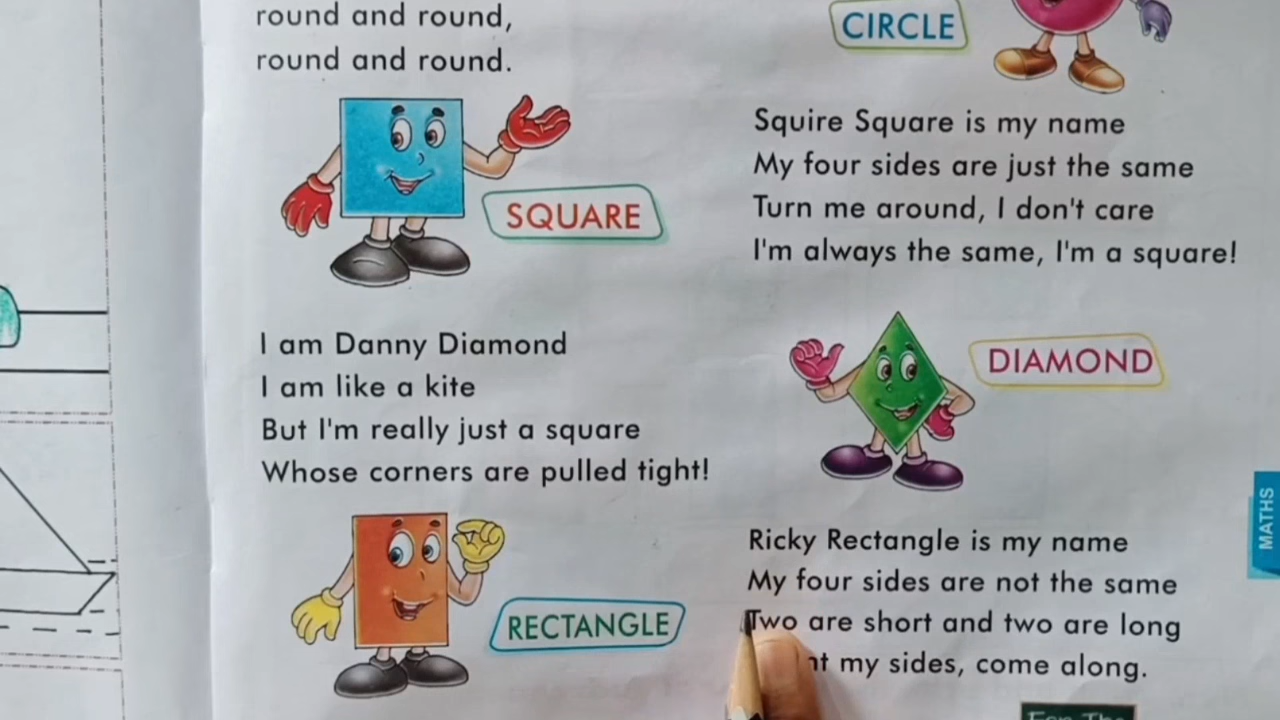 round and round,
round and round.
CIRCLE
Squire Square is my name
My four sides are just the same
Turn me around, I don't care
I'm always the same, I'm a square!
SQUARE
I am Danny Diamond
I am like a kite
But I'm really just a square
Whose corners are pulled tight!
DIAMOND
MATHS
Ricky Rectangle is my name
My four sides are not the same
Two are short and two are long
my sides, come along.
RECTANGLE
For The